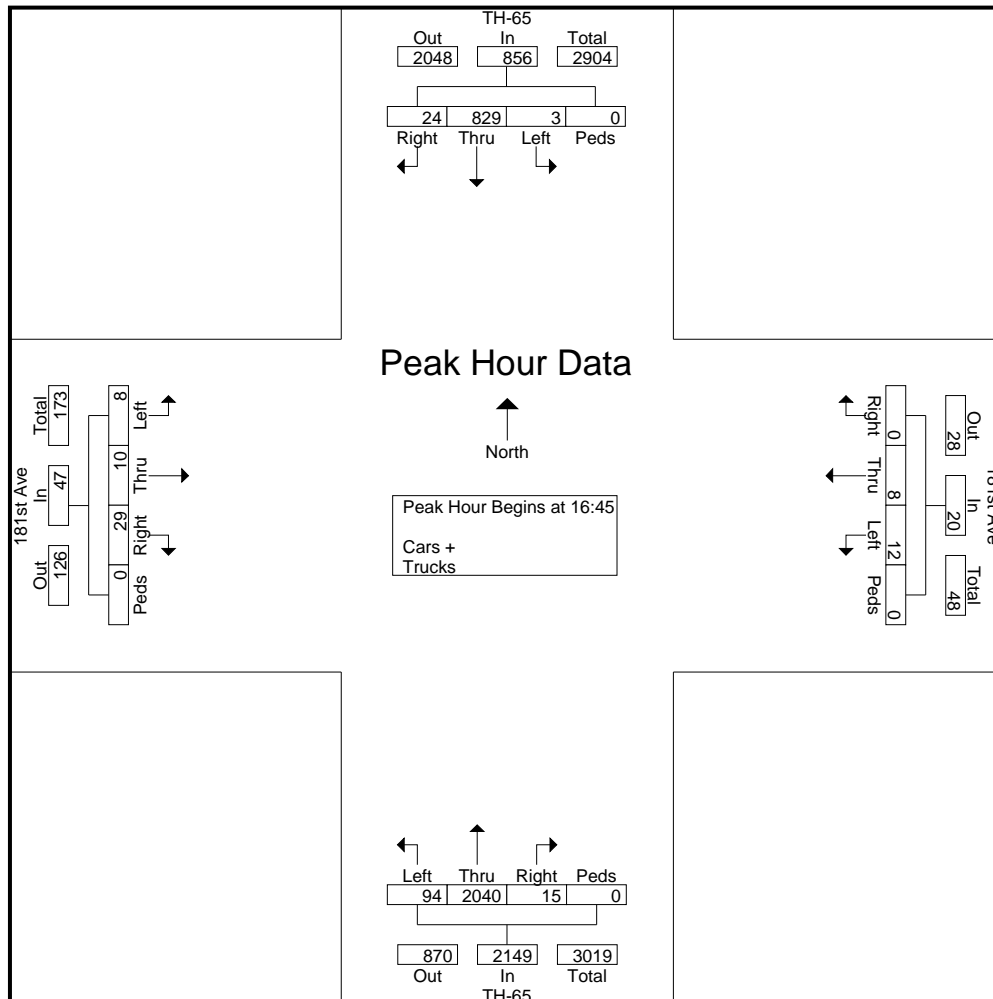 TH-65
Out In Total
2048 856 2904
24 829 3 0
Right Thru Left Peds
Peak Hour Data
North
Peak Hour Begins at 16:45
Cars +
Trucks
181st Ave
Out In Total
126 47 173
8 10 29 0
Left Thru Right Peds
Right Thru Left Peds
0 8 12 0
Out In Total
28 20 48
181st Ave
Left Thru Right Peds
94 2040 15 0
870 2149 3019
Out In Total
TH-65